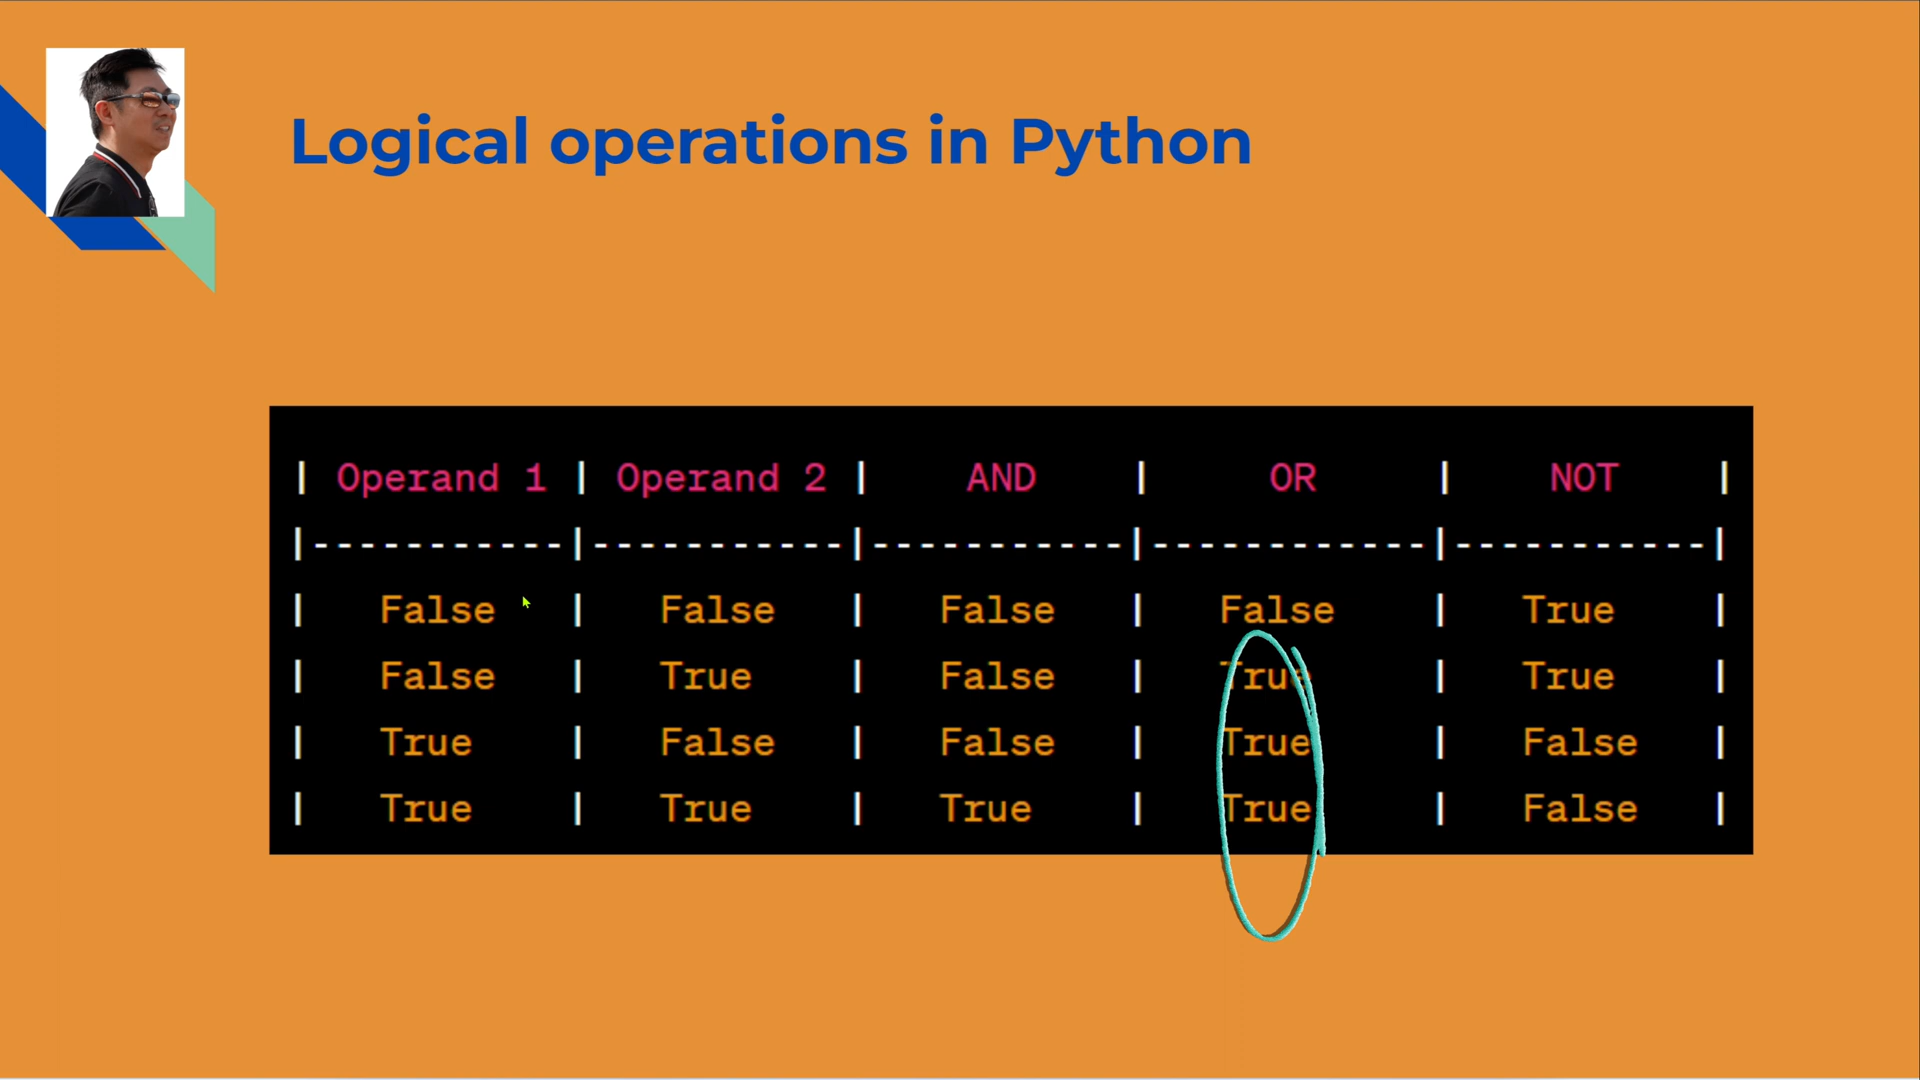 Logical operations in Python
| Operand 1 | Operand 2 | AND | OR | NOT |
|-----------|-----------|-----------|------------|-----------|
| False | False | False | False | True |
| False | True | False | True | True |
| True | False | False | True | False |
| True | True | True | True | False |